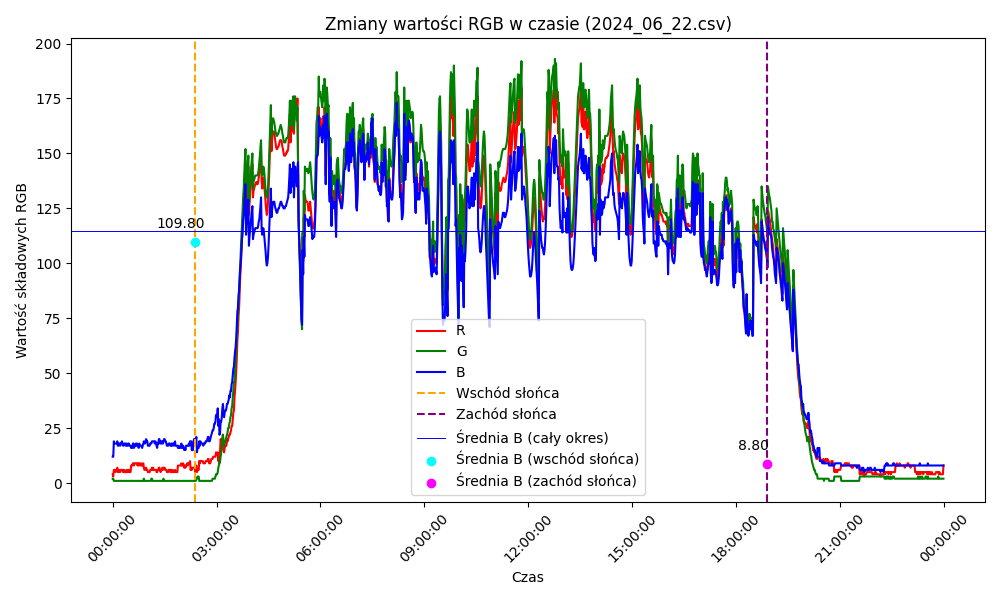 Zmiany wartości RGB w czasie (2024_06_22.csv)
Wartość składowych RGB
200
175
150
125
100
75
50
25
0
109.80
8.80
R
G
B
Wschód słońca
Zachód słońca
Średnia B (cały okres)
Średnia B (wschód słońca)
Średnia B (zachód słońca)
00:00:00
03:00:00
06:00:00
09:00:00
12:00:00
15:00:00
18:00:00
21:00:00
00:00:00
Czas